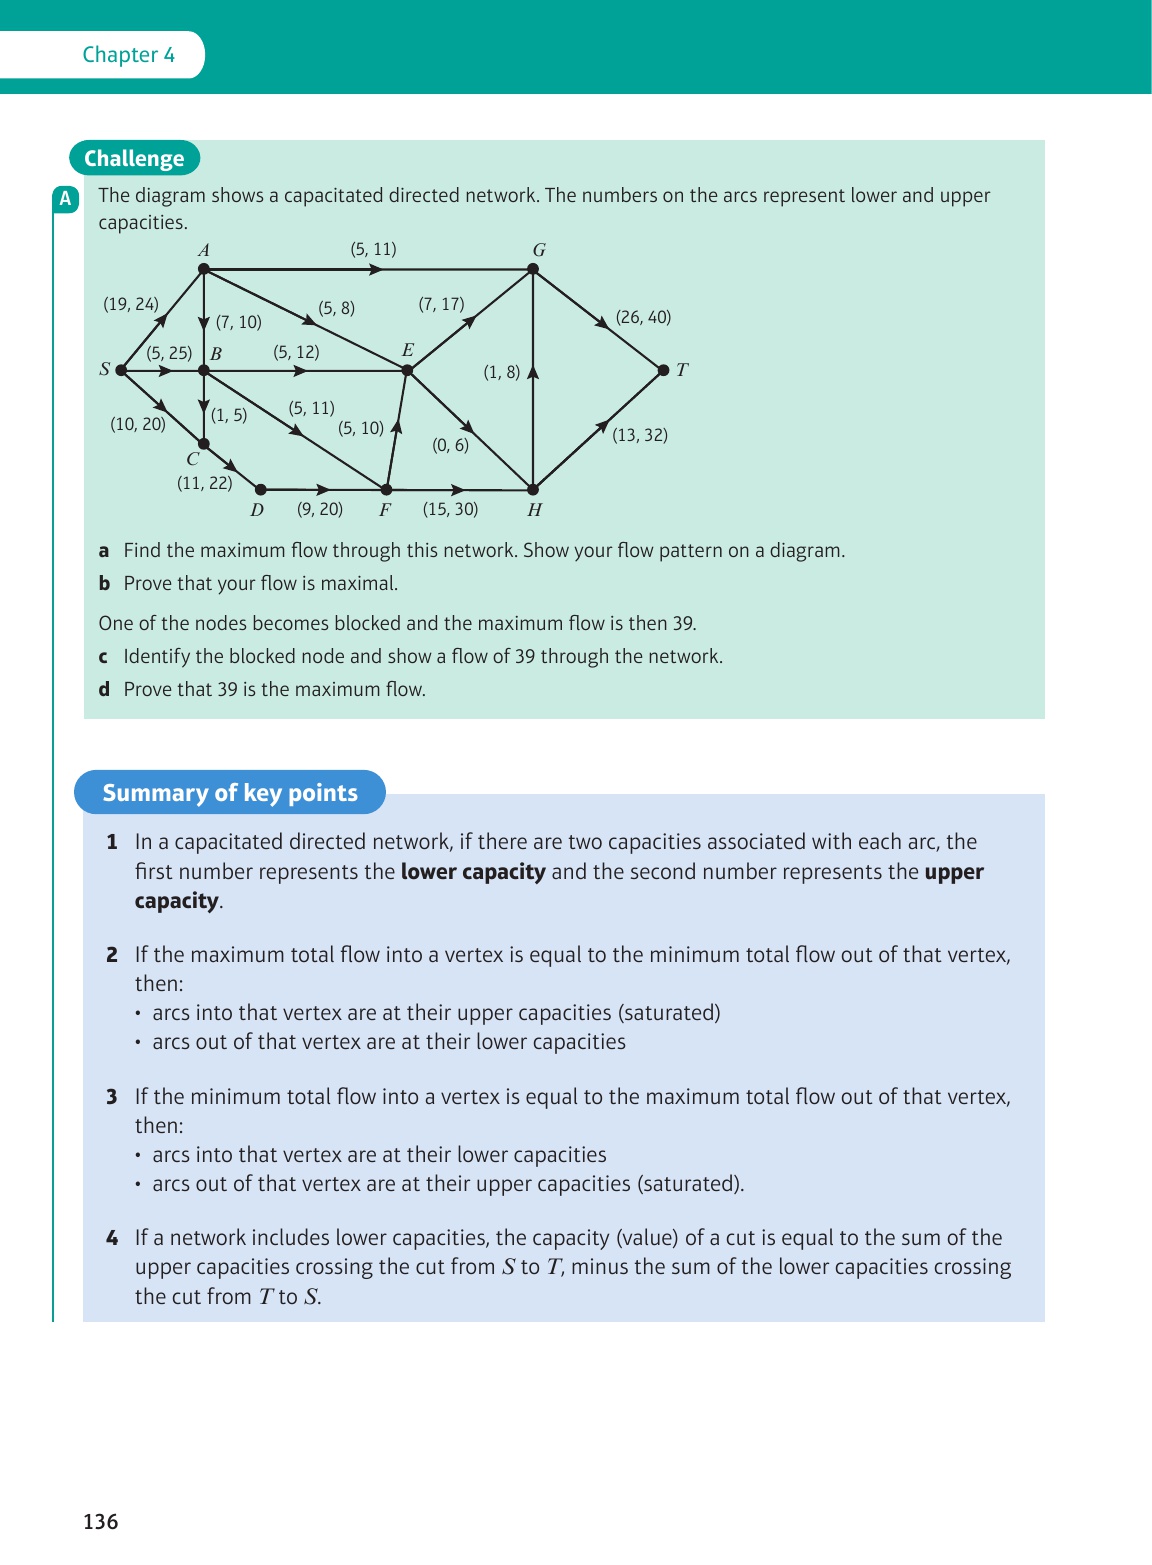 Chapter 4
Challenge
A
The diagram shows a capacitated directed network. The numbers on the arcs represent lower and upper
capacities.
A
(5, 11)
G
(19, 24)
(5, 8)
(7, 17)
(7, 10)
(26, 40)
S
(5, 25)
B
(5, 12)
E
(1, 8)
T
(10, 20)
(1, 5)
(5, 11)
(5, 10)
(0, 6)
(13, 32)
C
(11, 22)
D
(9, 20)
F
(15, 30)
H
a Find the maximum flow through this network. Show your flow pattern on a diagram.
b Prove that your flow is maximal.
One of the nodes becomes blocked and the maximum flow is then 39.
c Identify the blocked node and show a flow of 39 through the network.
d Prove that 39 is the maximum flow.
Summary of key points
1 In a capacitated directed network, if there are two capacities associated with each arc, the
first number represents the lower capacity and the second number represents the upper
capacity.
2 If the maximum total flow into a vertex is equal to the minimum total flow out of that vertex,
then:
• arcs into that vertex are at their upper capacities (saturated)
• arcs out of that vertex are at their lower capacities
3 If the minimum total flow into a vertex is equal to the maximum total flow out of that vertex,
then:
• arcs into that vertex are at their lower capacities
• arcs out of that vertex are at their upper capacities (saturated).
4 If a network includes lower capacities, the capacity (value) of a cut is equal to the sum of the
upper capacities crossing the cut from S to T, minus the sum of the lower capacities crossing
the cut from T to S.
136